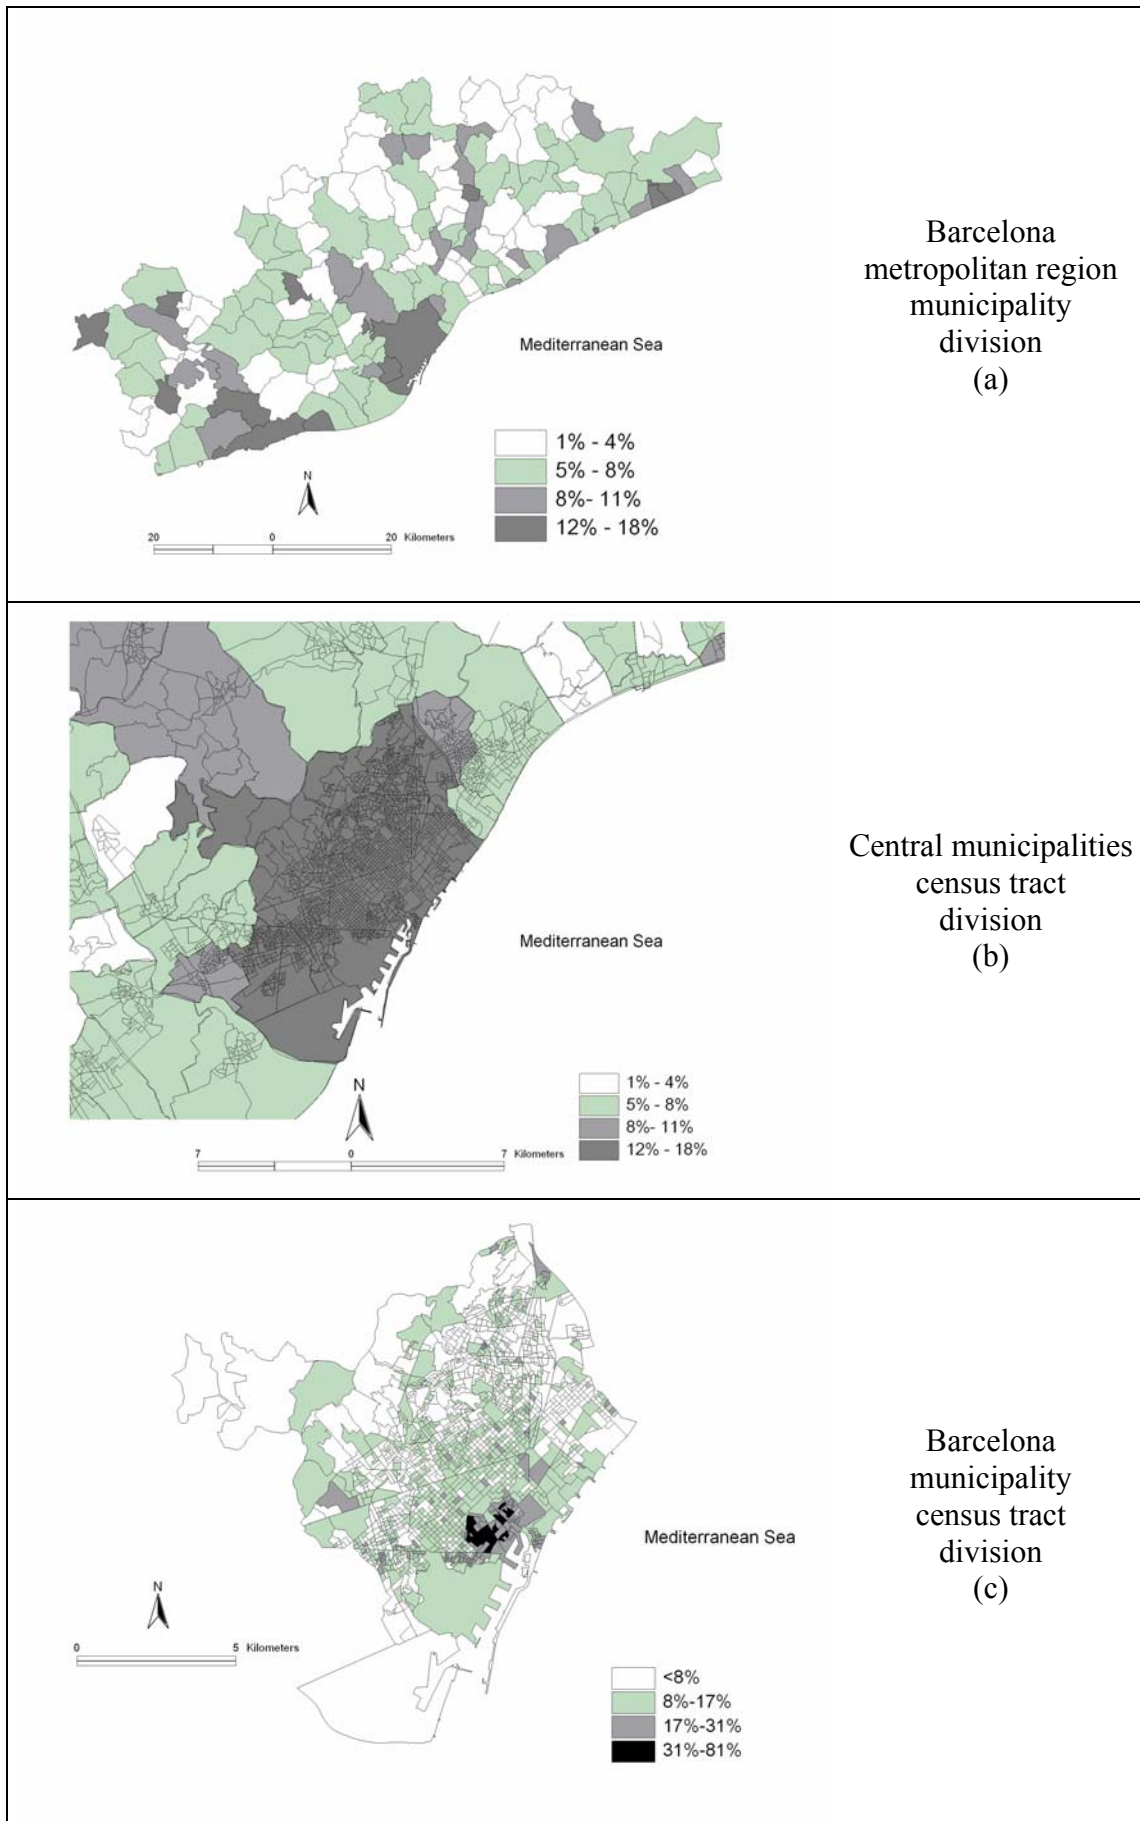 Mediterranean Sea
1% - 4%
5% - 8%
8%- 11%
12% - 18%
N
20 0 20 Kilometers
Barcelona
metropolitan region
municipality
division
(a)
Mediterranean Sea
N
1% - 4%
5% - 8%
8%- 11%
12% - 18%
7 0 7 Kilometers
Central municipalities
census tract
division
(b)
Mediterranean Sea
N
0 5 Kilometers
<8%
8%-17%
17%-31%
31%-81%
Barcelona
municipality
census tract
division
(c)